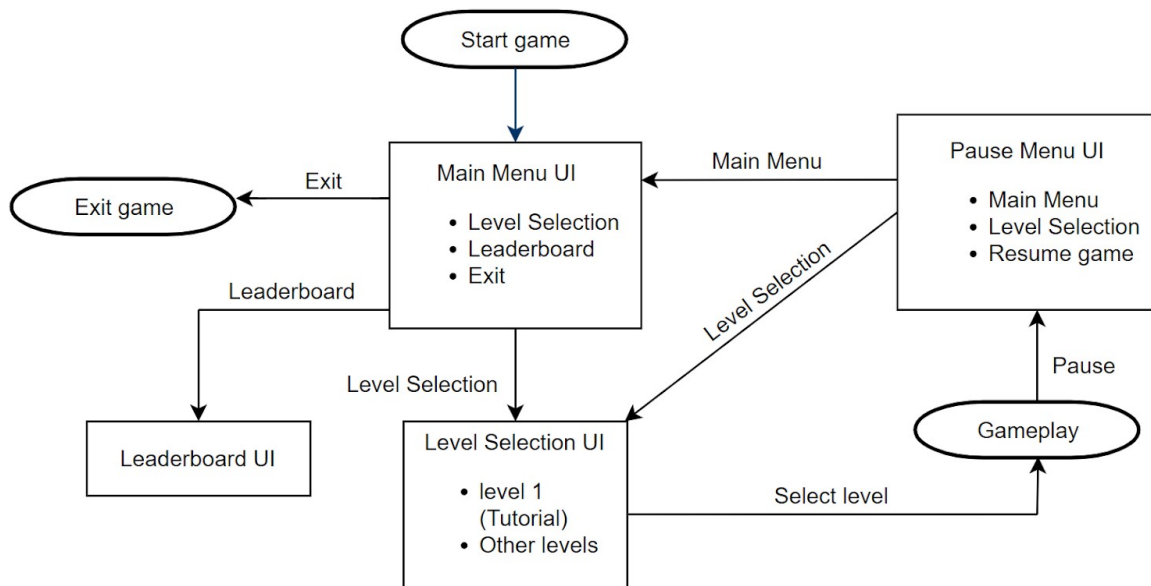 Start game
Main Menu UI
• Level Selection
• Leaderboard
• Exit
Exit
Exit game
Main Menu
Pause Menu UI
• Main Menu
• Level Selection
• Resume game
Leaderboard
Level Selection
Level Selection
Pause
Leaderboard UI
Level Selection UI
• level 1
(Tutorial)
• Other levels
Select level
Gameplay